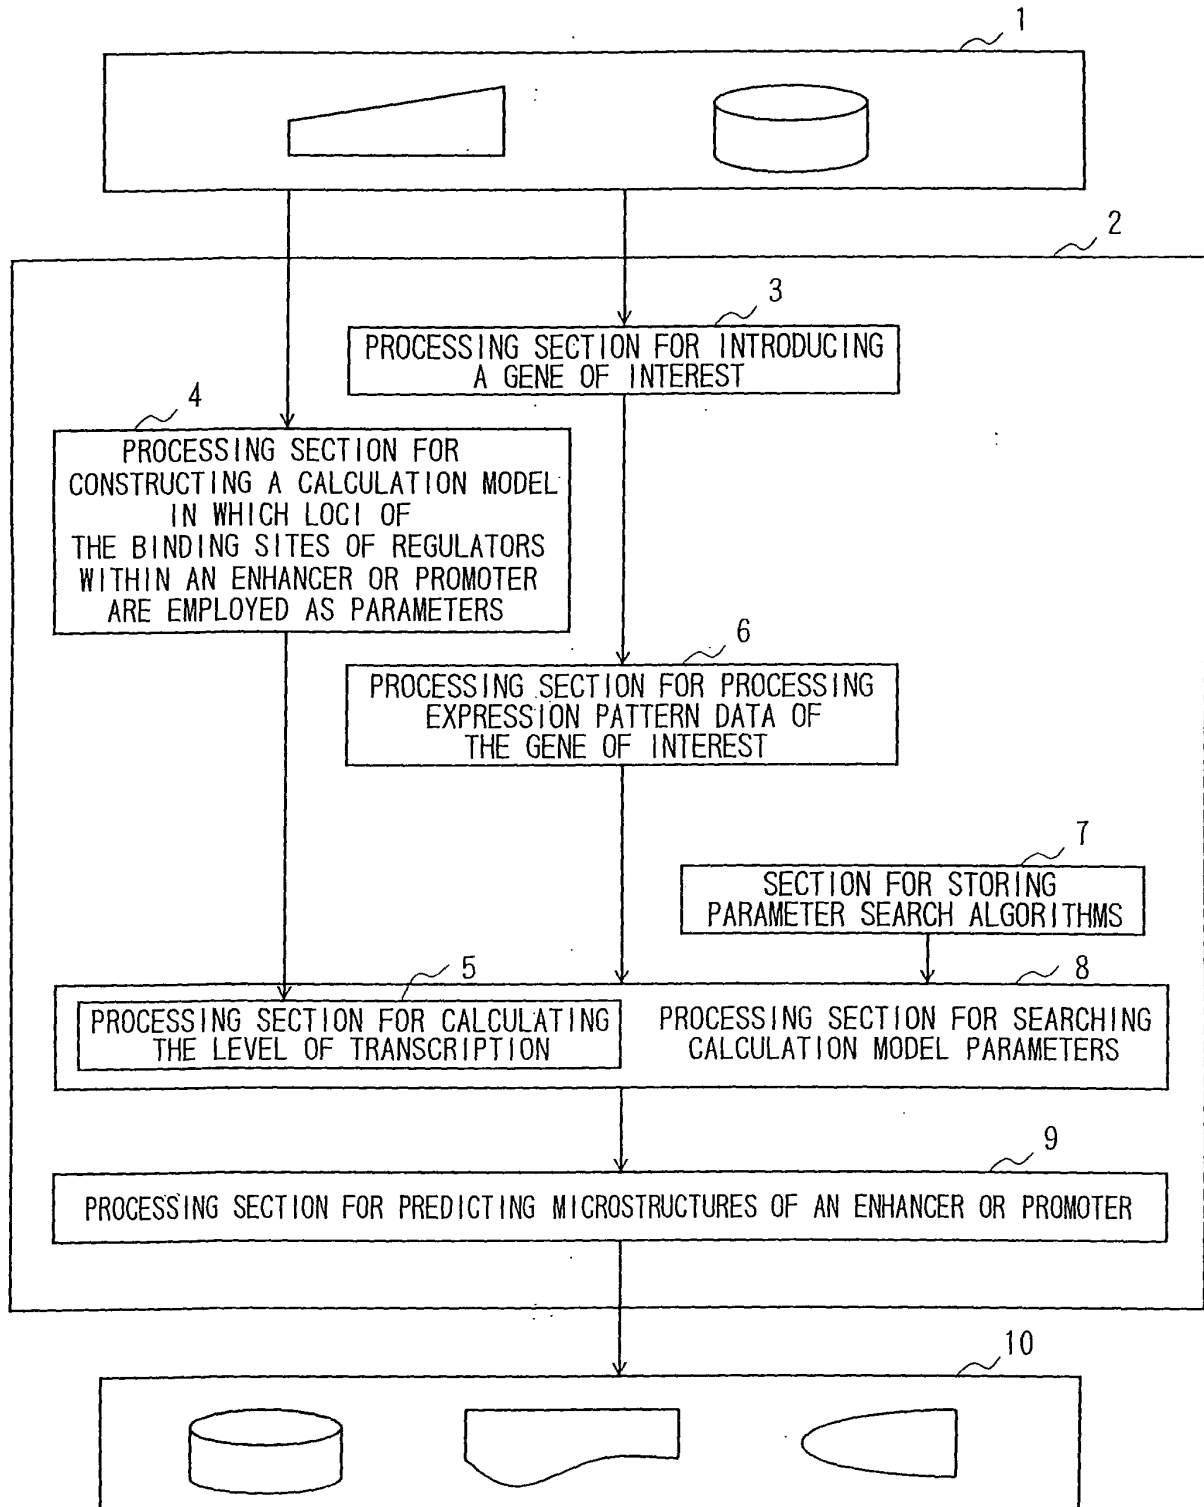 1
2
3
PROCESSING SECTION FOR INTRODUCING
A GENE OF INTEREST
4
PROCESSING SECTION FOR
CONSTRUCTING A CALCULATION MODEL
IN WHICH LOCI OF
THE BINDING SITES OF REGULATORS
WITHIN AN ENHANCER OR PROMOTER
ARE EMPLOYED AS PARAMETERS
6
PROCESSING SECTION FOR PROCESSING
EXPRESSION PATTERN DATA OF
THE GENE OF INTEREST
7
SECTION FOR STORING
PARAMETER SEARCH ALGORITHMS
5
PROCESSING SECTION FOR CALCULATING
THE LEVEL OF TRANSCRIPTION
8
PROCESSING SECTION FOR SEARCHING
CALCULATION MODEL PARAMETERS
9
PROCESSING SECTION FOR PREDICTING MICROSTRUCTURES OF AN ENHANCER OR PROMOTER
10